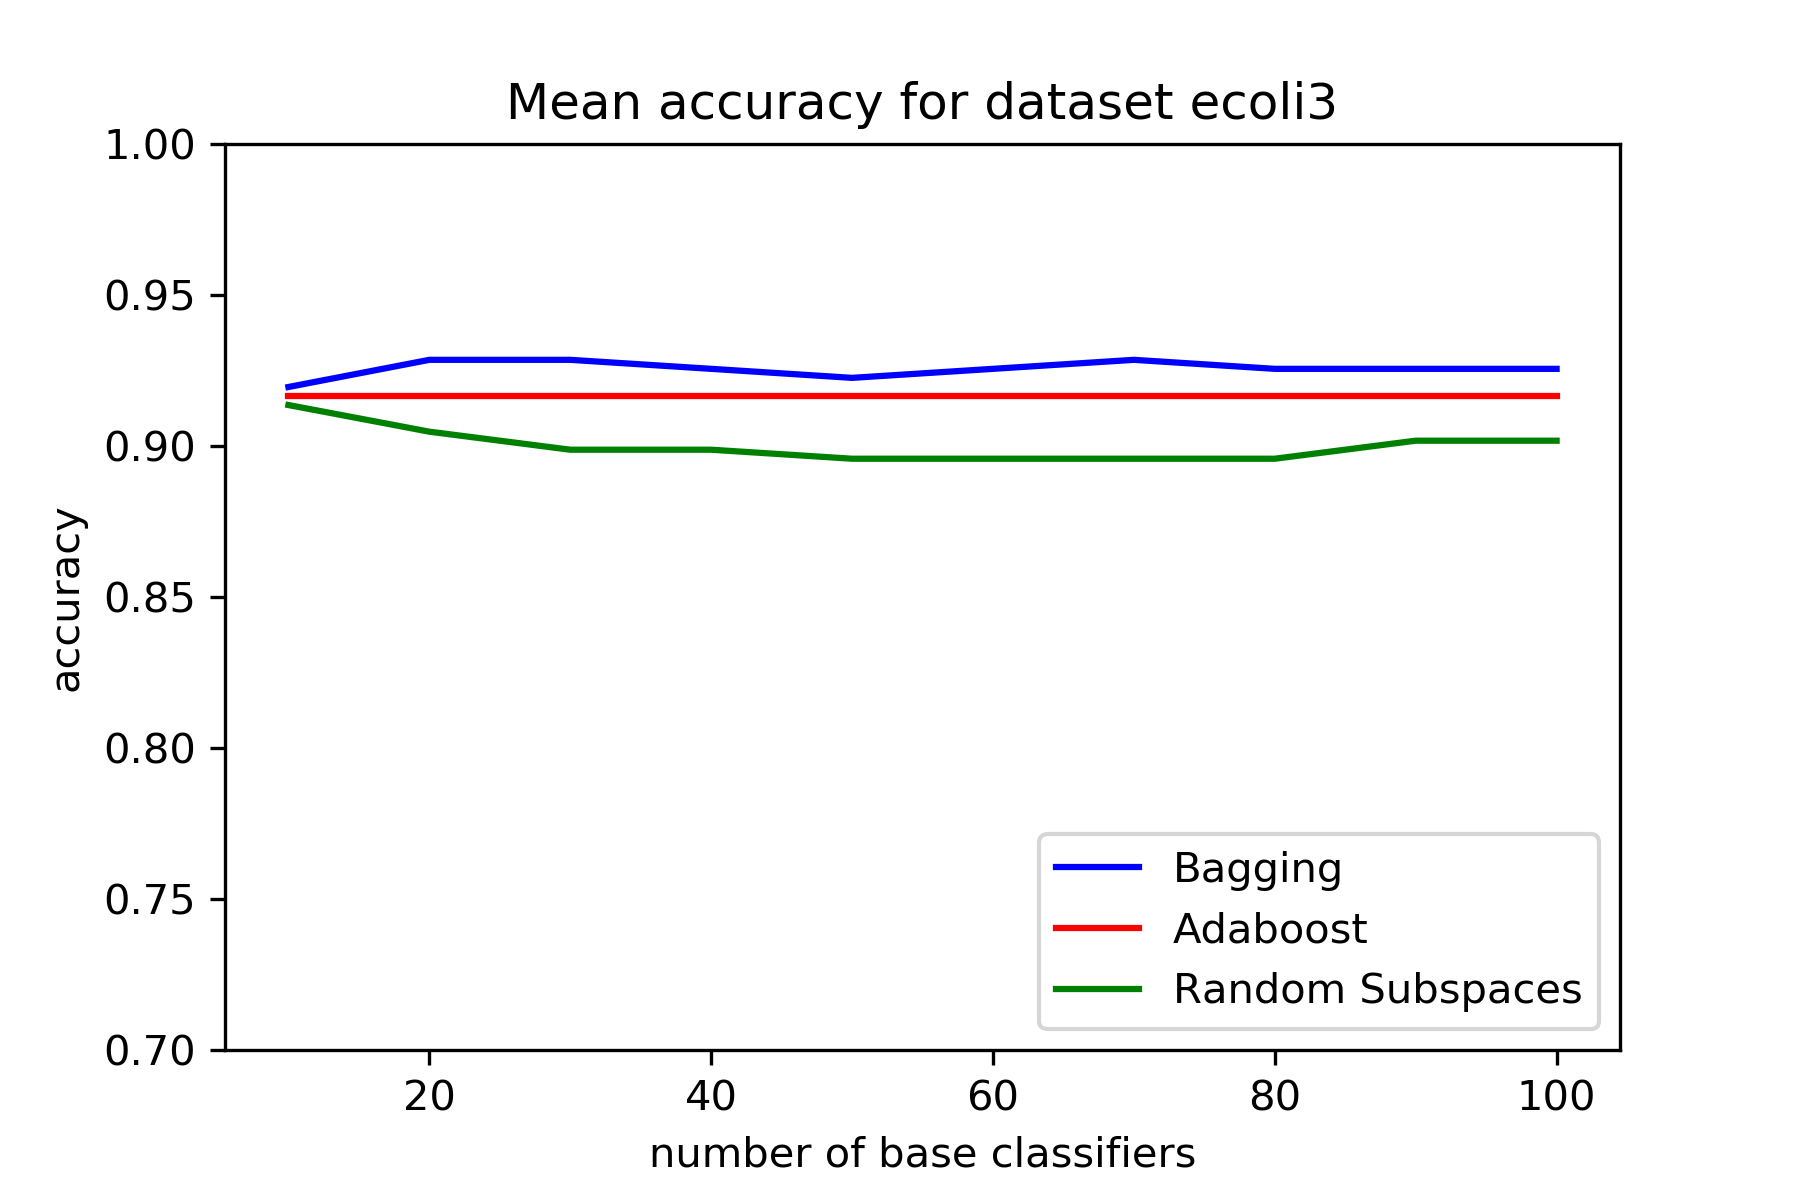 Mean accuracy for dataset ecoli3
1.00
0.95
0.90
0.85
0.80
0.75
0.70
accuracy
20 40 60 80 100
number of base classifiers
Bagging
Adaboost
Random Subspaces